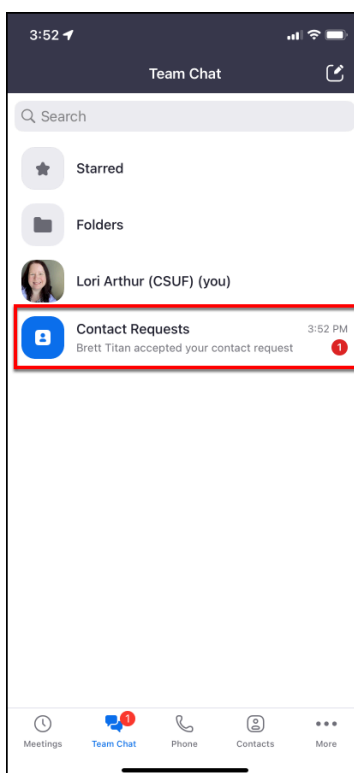 3:52
Team Chat
Search
Starred
Folders
Lori Arthur (CSUF) (you)
Contact Requests 3:52 PM
Brett Titan accepted your contact request 1
1
Meetings Team Chat Phone Contacts More